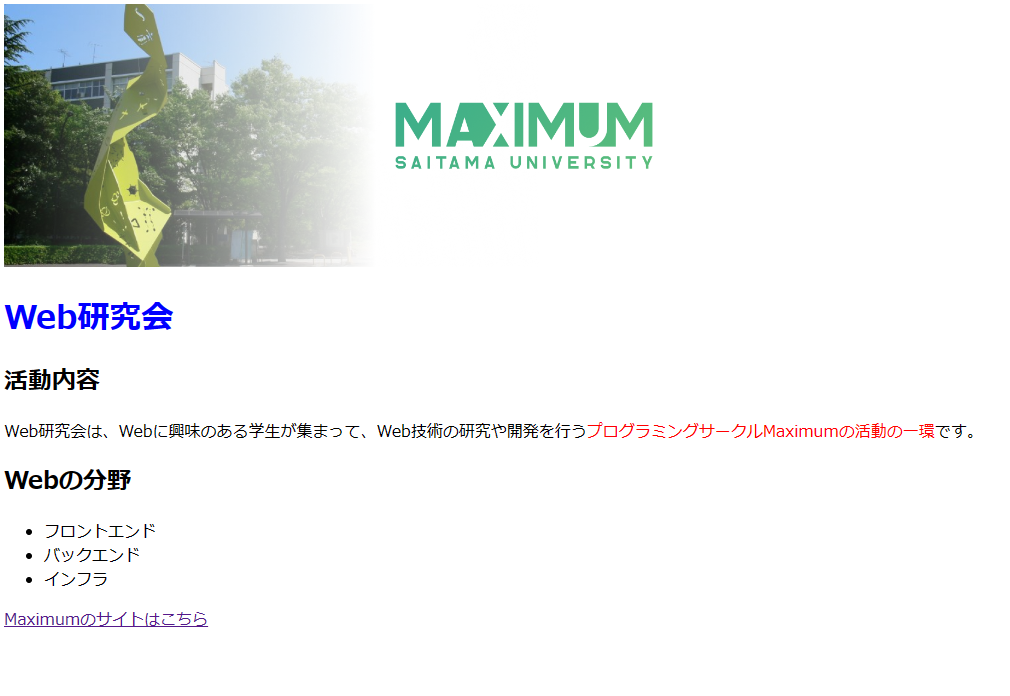 MAXIMUM
SAITAMA UNIVERSITY
Web研究会
活動内容
Web研究会は、Webに興味のある学生が集まって、Web技術の研究や開発を行うプログラミングサークルMaximumの活動の一環です。
Webの分野
フロントエンド
バックエンド
インフラ
Maximumのサイトはこちら